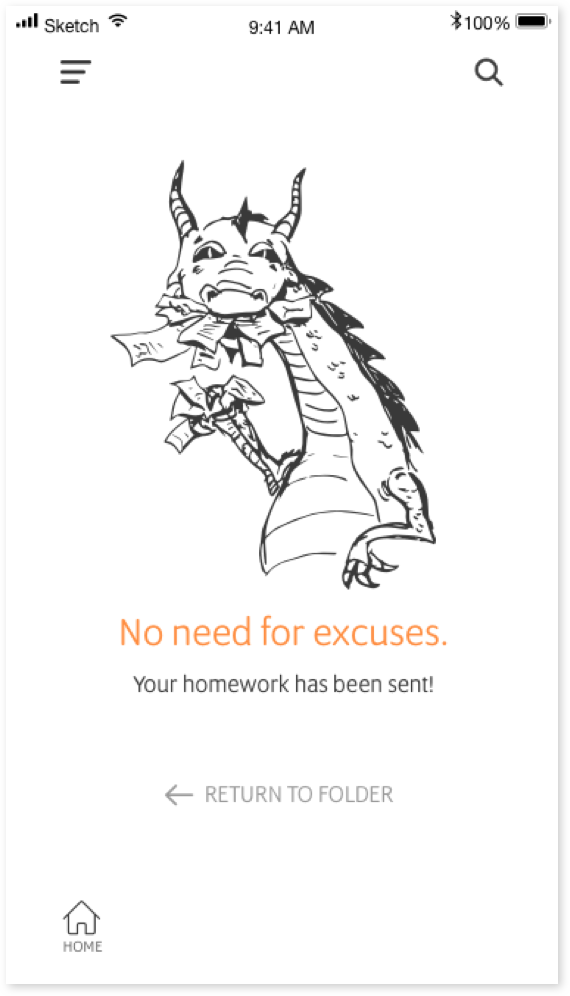 Sketch 9:41 AM 100%
No need for excuses.
Your homework has been sent!
RETURN TO FOLDER
HOME